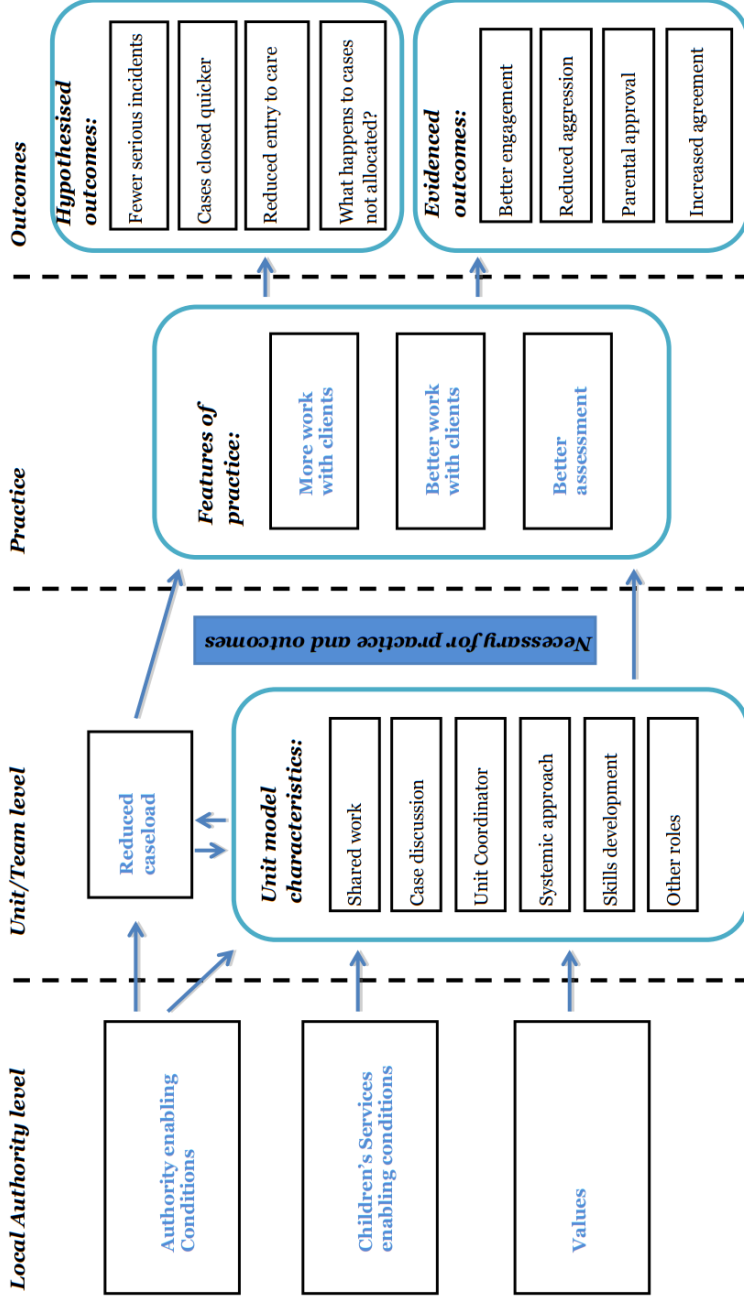 Local Authority level
Authority enabling
Conditions
Children's Services
enabling conditions
Values
Unit/Team level
Reduced
caseload
Unit model
characteristics:
Shared work
Case discussion
Unit Coordinator
Systemic approach
Skills development
Other roles
Necessary for practice and outcomes
Practice
Features of
practice:
More work
with clients
Better work
with clients
Better
assessment
Outcomes
Hypothesised
outcomes:
Fewer serious incidents
Cases closed quicker
Reduced entry to care
What happens to cases
not allocated?
Evidenced
outcomes:
Better engagement
Reduced aggression
Parental approval
Increased agreement